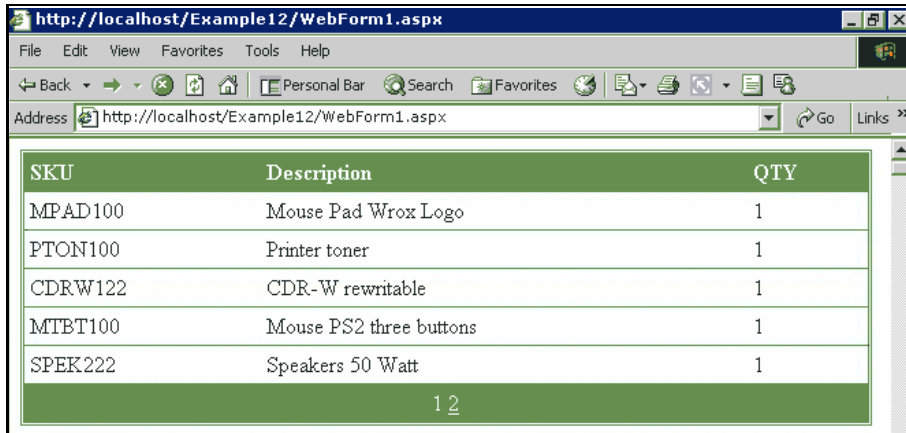 http://localhost/Example12/WebForm1.aspx
File Edit View Favorites Tools Help
Back Personal Bar Search Favorites
Address http://localhost/Example12/WebForm1.aspx Go Links »
SKU Description QTY
MPAD100 Mouse Pad Wrox Logo 1
PTON100 Printer toner 1
CDRW122 CDR-W rewritable 1
MTBT100 Mouse PS2 three buttons 1
SPEK222 Speakers 50 Watt 1
1 2